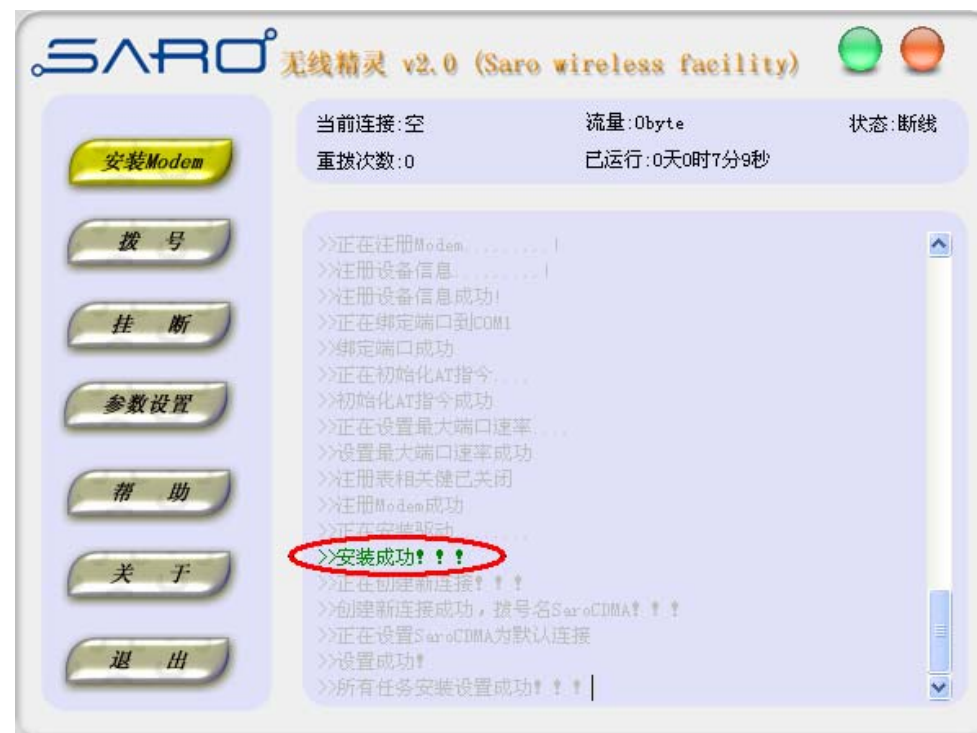 SARO 无线精灵 v2.0 (Saro wireless facility)
当前连接:空 流量:0byte 状态:断线
重拨次数:0 已运行:0天0时7分9秒
安装Modem
拨 号
挂 断
参数设置
帮 助
关 于
退 出
>>正在注册Modem.........!
>>注册设备信息.........!
>>注册设备信息成功!
>>正在绑定端口到COM1
>>绑定端口成功
>>正在初始化AT指令....
>>初始化AT指令成功
>>正在设置最大端口速率....
>>设置最大端口速率成功
>>注册表相关健已关闭
>>注册Modem成功
>>正在安装驱动......
>>安装成功!!!
>>正在创建新连接!!!
>>创建新连接成功,拨号名SaroCDMA!!!
>>正在设置SaroCDMA为默认连接
>>设置成功!
>>所有任务安装设置成功!!!